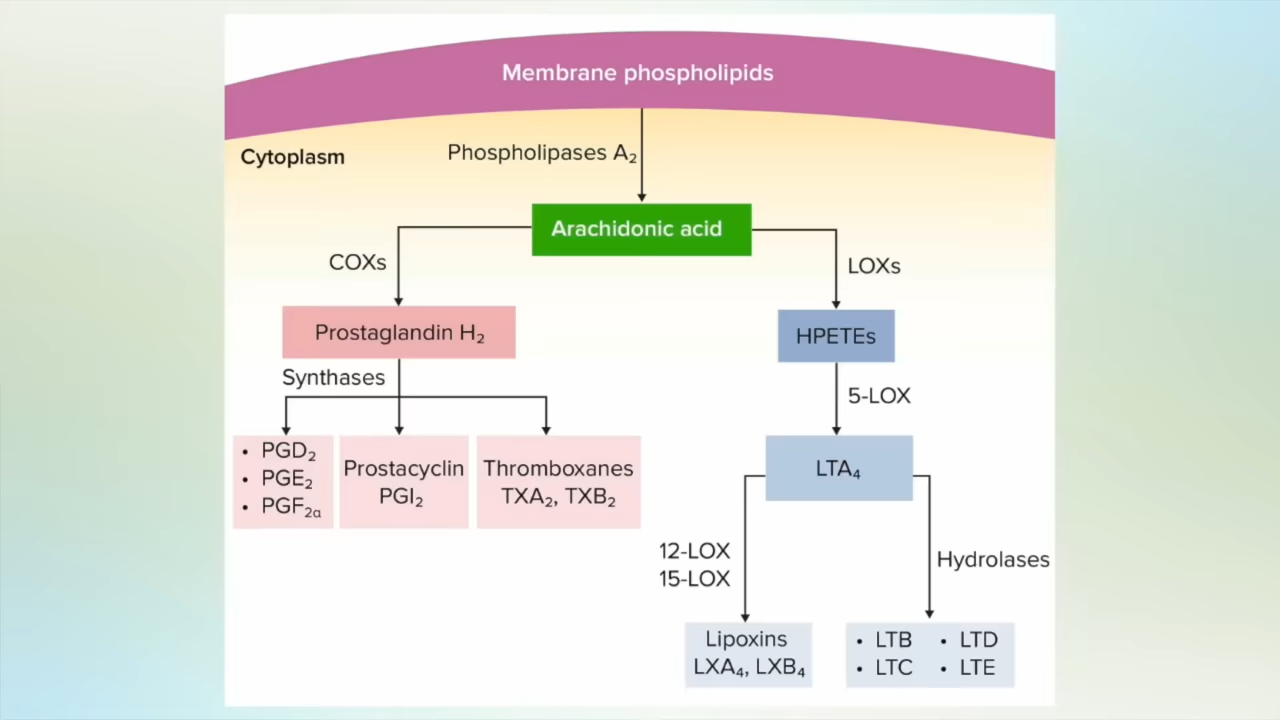 Membrane phospholipids
Cytoplasm
Phospholipases A₂
Arachidonic acid
COXs
LOXs
Prostaglandin H₂
HPETEs
Synthases
5-LOX
• PGD₂
• PGE₂
• PGF₂α
Prostacyclin
PGI₂
Thromboxanes
TXA₂, TXB₂
LTA₄
12-LOX
15-LOX
Hydrolases
Lipoxins
LXA₄, LXB₄
• LTB • LTD
• LTC • LTE